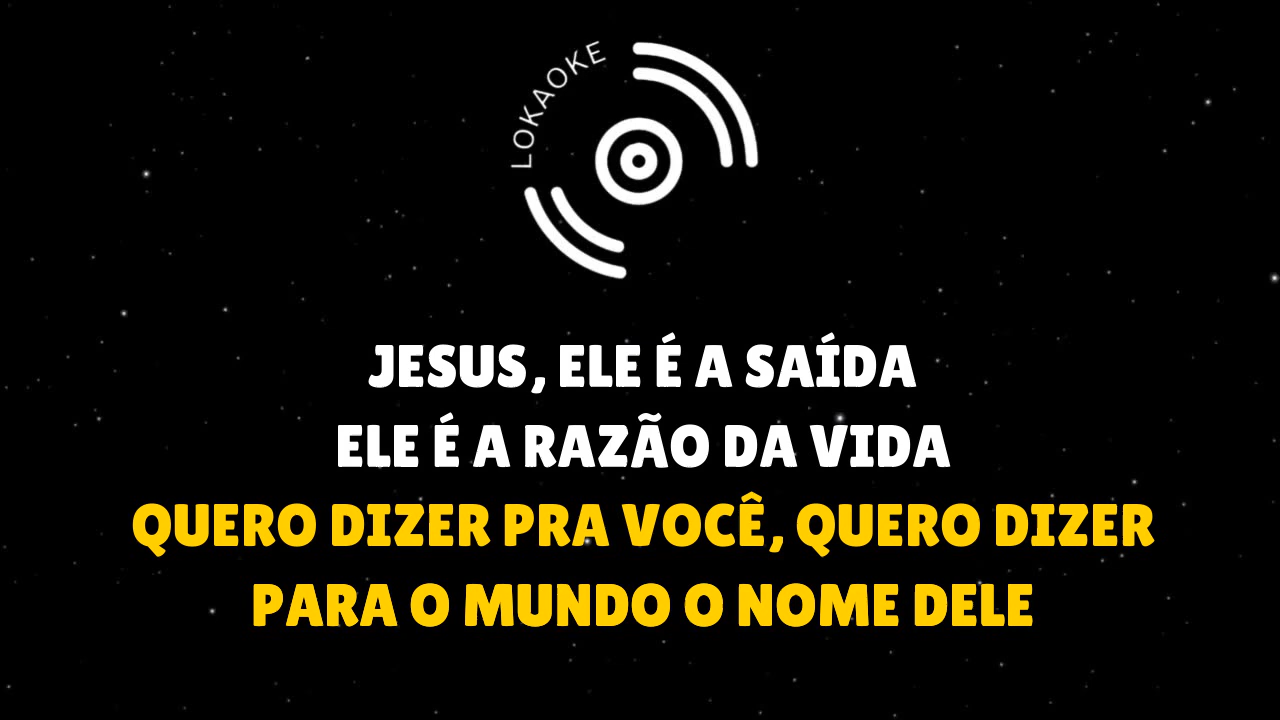 LOKAOKE
JESUS, ELE É A SAÍDA
ELE É A RAZÃO DA VIDA
QUERO DIZER PRA VOCÊ, QUERO DIZER
PARA O MUNDO O NOME DELE